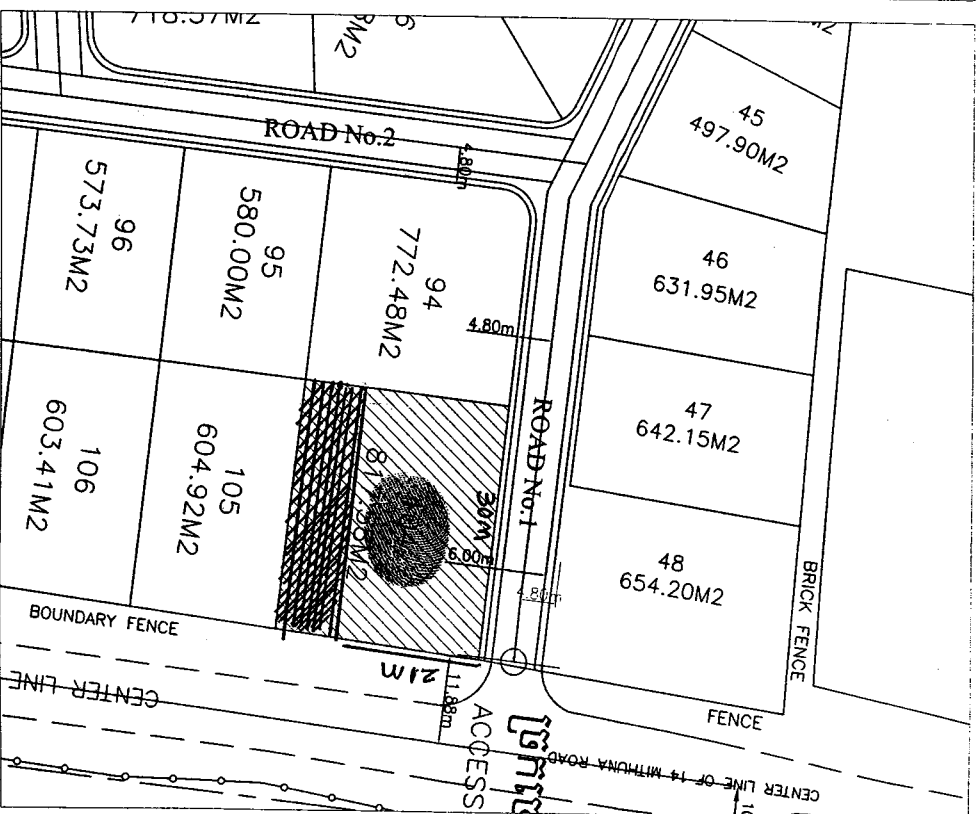 718.57M2
ROAD No.2
4.80m
45
497.90M2
46
631.95M2
47
642.15M2
48
654.20M2
96
573.73M2
95
580.00M2
94
772.48M2
4.80m
ROAD No.1
30m
6.00m
4.80m
106
603.41M2
105
604.92M2
BRICK FENCE
BOUNDARY FENCE
21m
11.88m
FENCE
CENTER LINE
ACCESS
CENTER LINE OF 14 MITHUNA ROAD